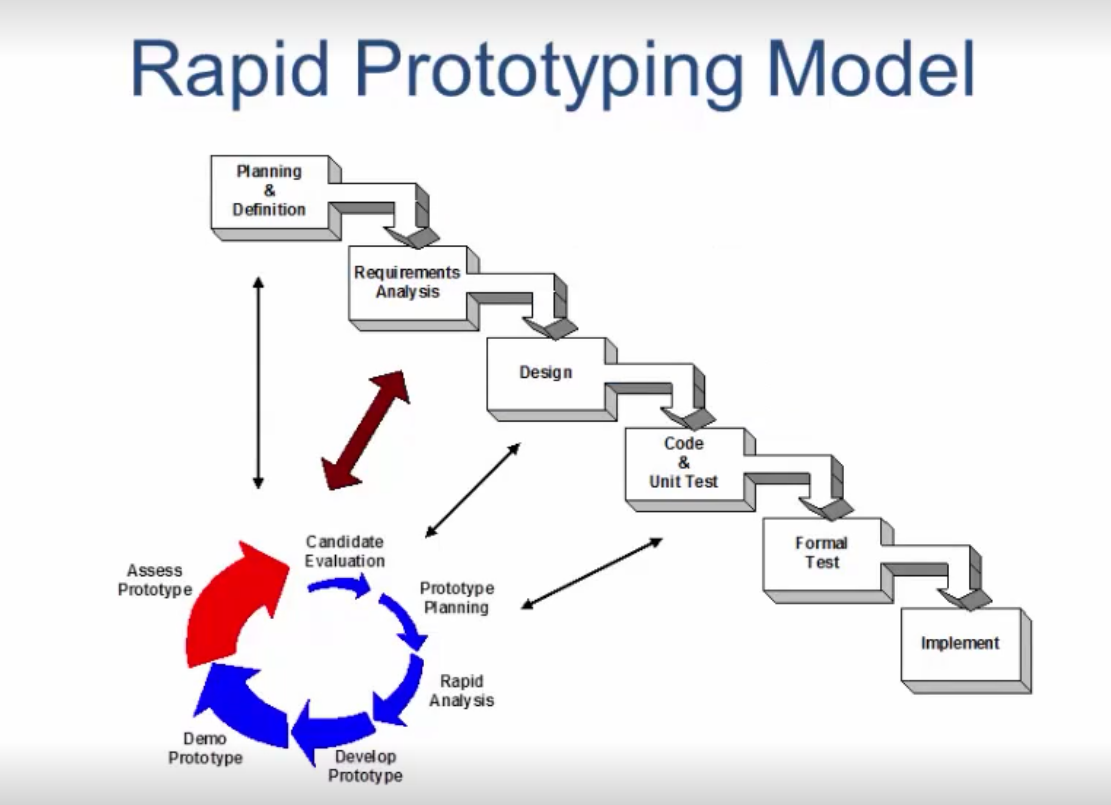 Rapid Prototyping Model
Planning
&
Definition
Requirements
Analysis
Design
Code
&
Unit Test
Formal
Test
Implement
Candidate
Evaluation
Prototype
Planning
Rapid
Analysis
Develop
Prototype
Demo
Prototype
Assess
Prototype